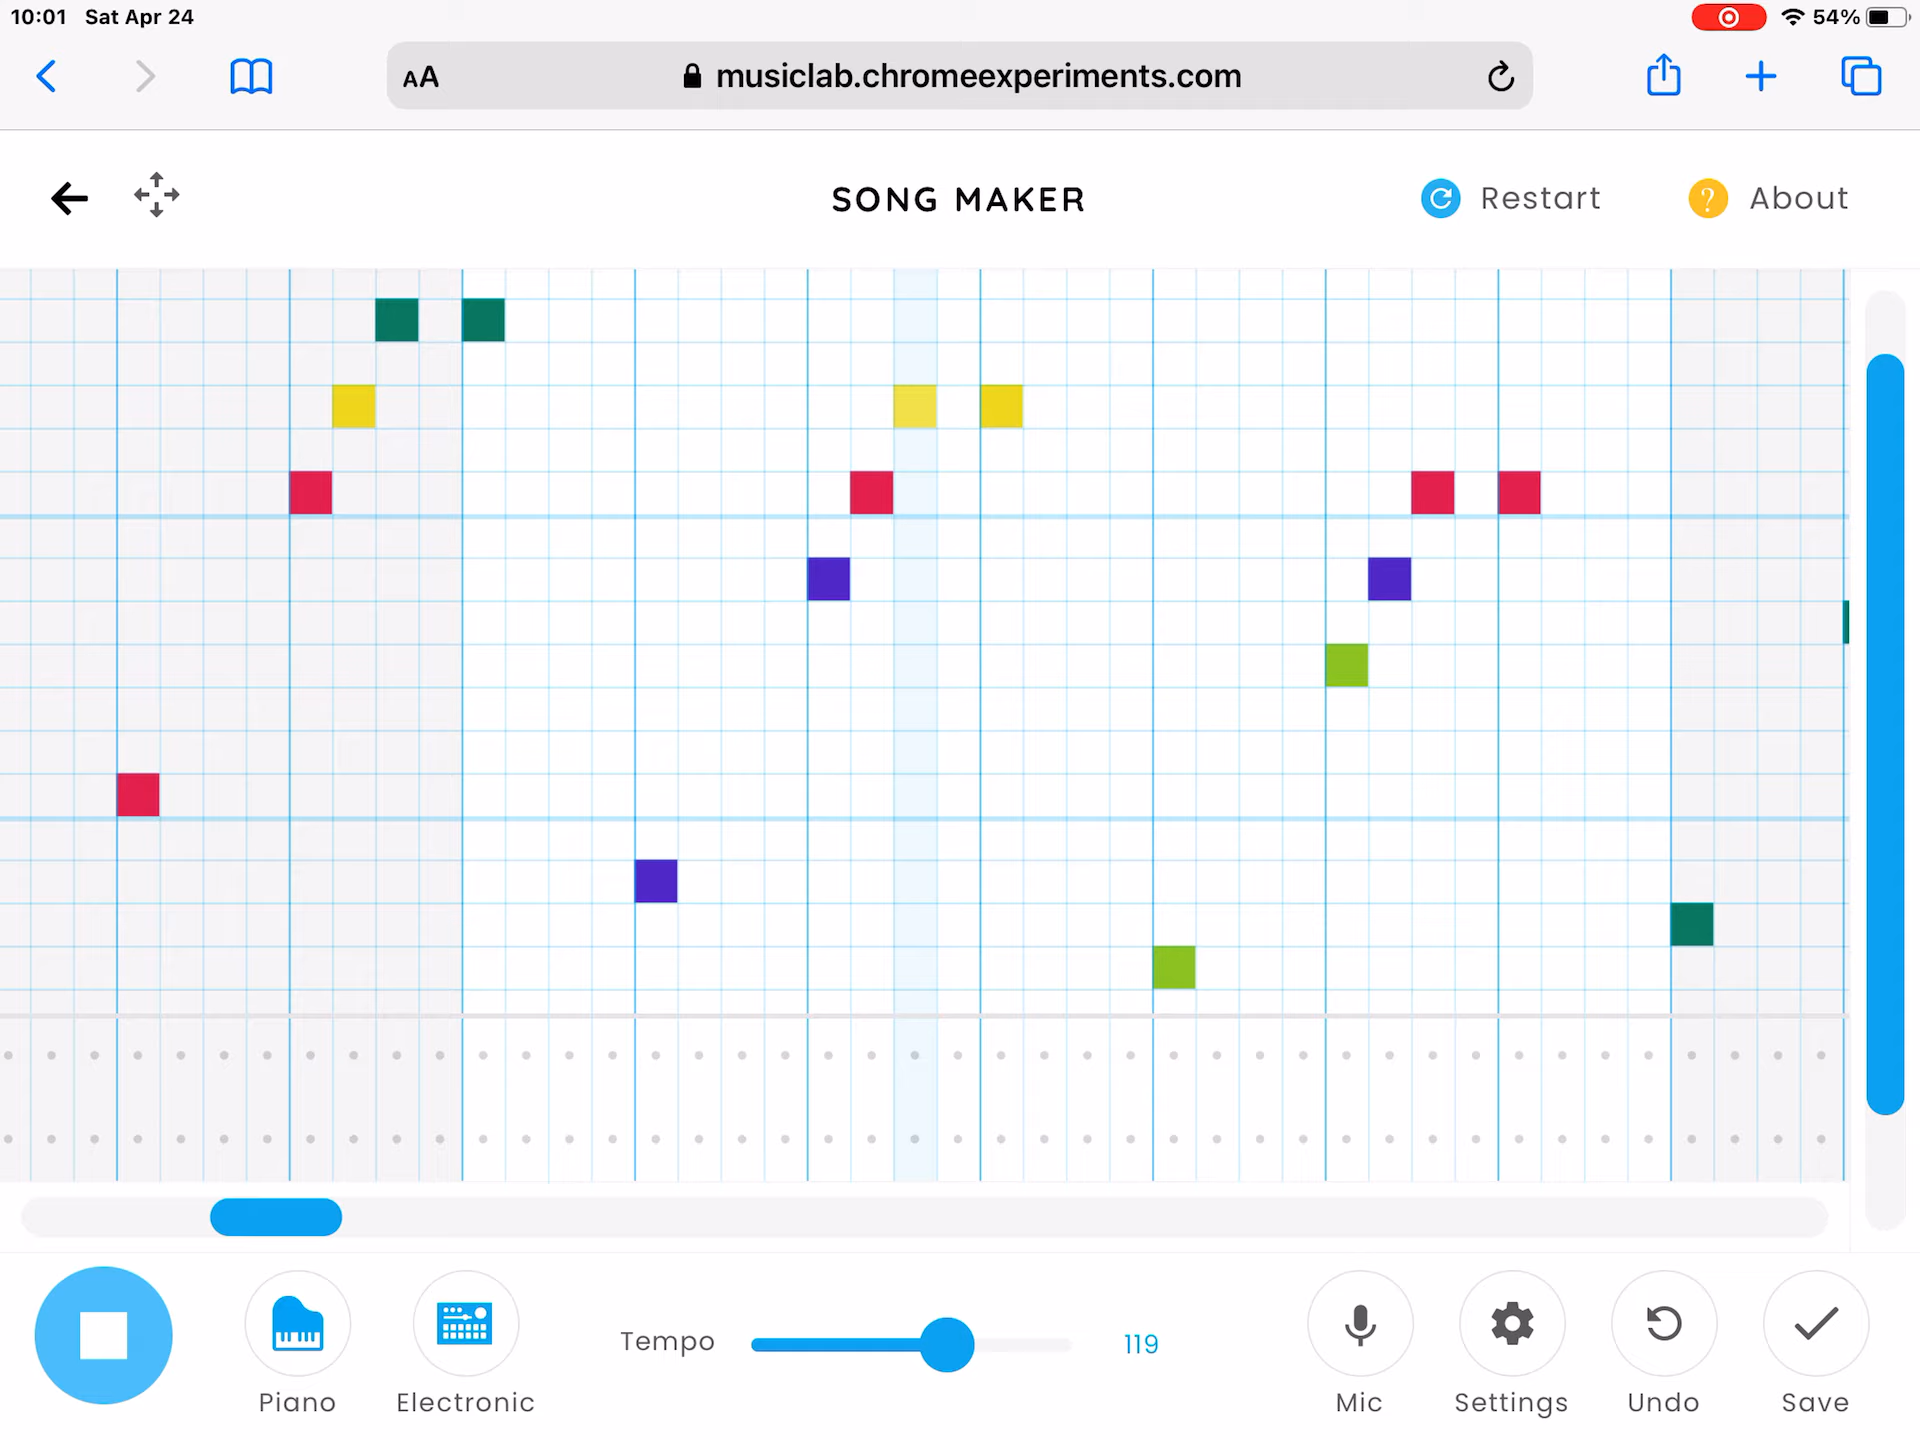 10:01 Sat Apr 24
54%
AA
musiclab.chromeexperiments.com
SONG MAKER
Restart
? About
Tempo
119
Piano
Electronic
Mic
Settings
Undo
Save